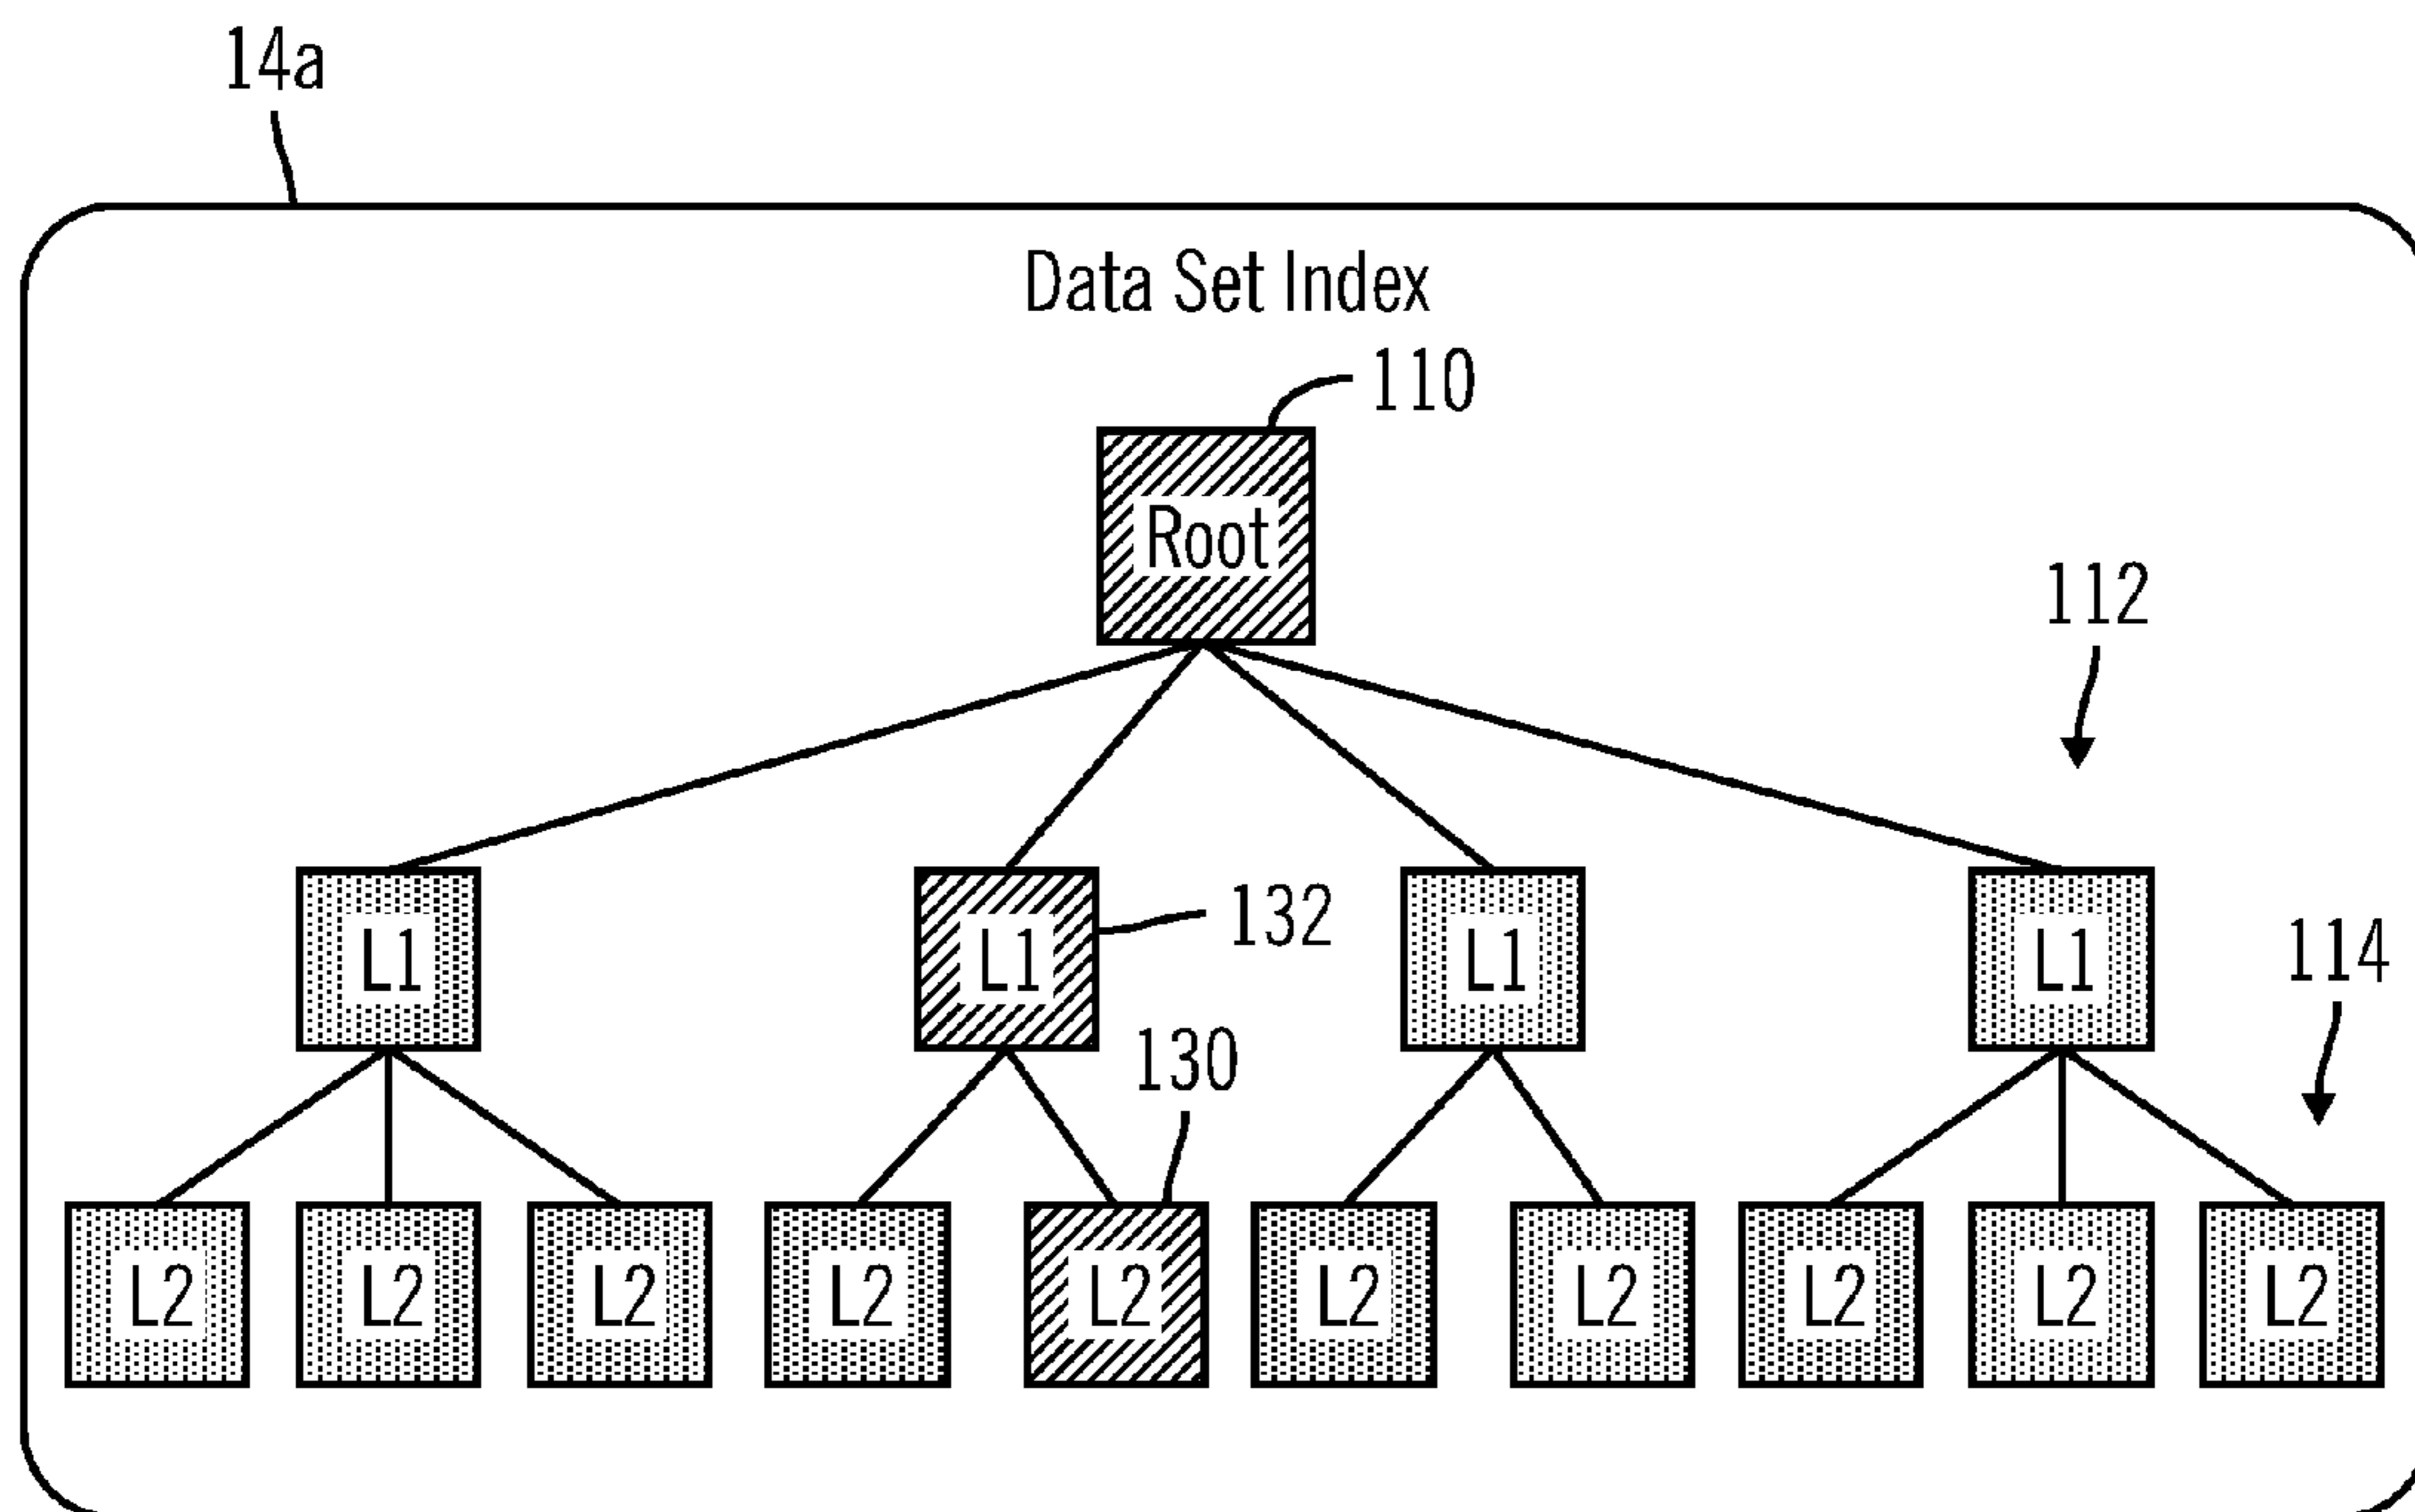 14a
Data Set Index
110
Root
112
L1 L1 132 L1 L1
114
130
L2 L2 L2 L2 L2 L2 L2 L2 L2 L2